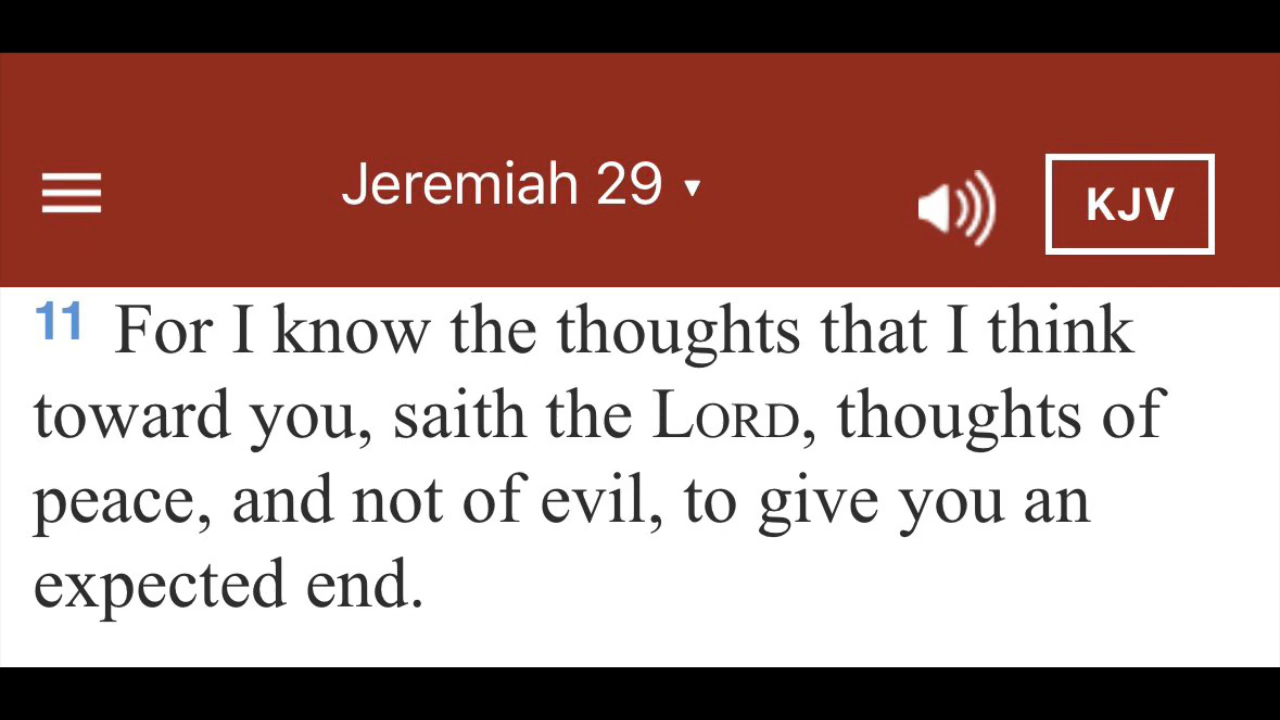 Jeremiah 29 ▾
KJV
11 For I know the thoughts that I think
toward you, saith the LORD, thoughts of
peace, and not of evil, to give you an
expected end.